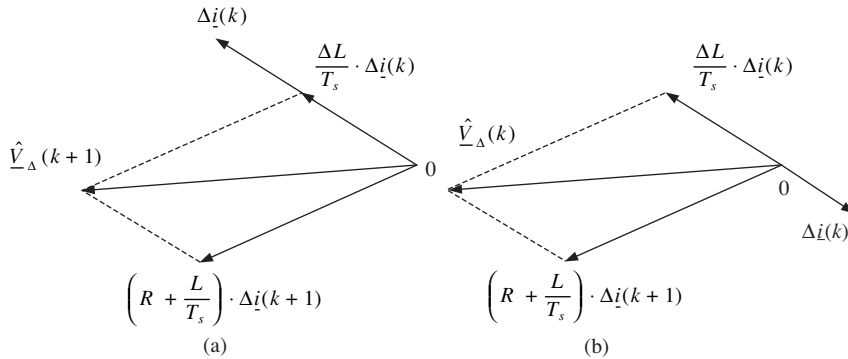 Δi(k)
ΔL/T_s · Δi(k)
V̂_Δ(k+1)
0
(R + L/T_s) · Δi(k+1)
(a)
ΔL/T_s · Δi(k)
V̂_Δ(k)
0
Δi(k)
(R + L/T_s) · Δi(k+1)
(b)